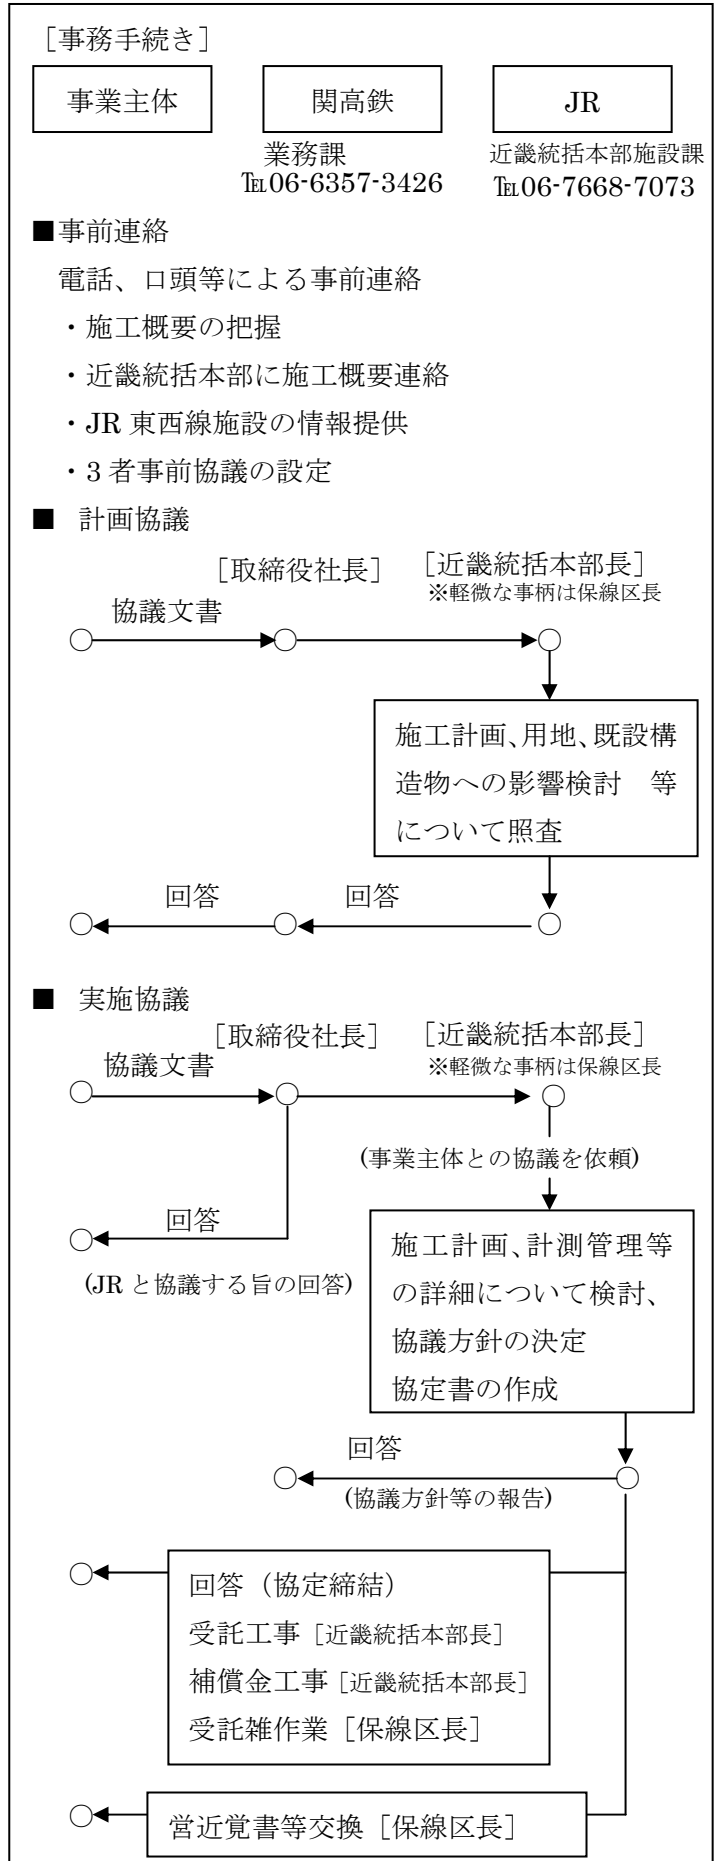 ［事務手続き］
事業主体
関高鉄
JR
業務課
℡06-6357-3426
近畿統括本部施設課
℡06-7668-7073
■事前連絡
電話、口頭等による事前連絡
・施工概要の把握
・近畿統括本部に施工概要連絡
・JR 東西線施設の情報提供
・3 者事前協議の設定
■ 計画協議
［取締役社長］
［近畿統括本部長］
※軽微な事柄は保線区長
協議文書
施工計画、用地、既設構
造物への影響検討　等
について照査
回答
回答
■ 実施協議
［取締役社長］
［近畿統括本部長］
※軽微な事柄は保線区長
協議文書
(事業主体との協議を依頼)
回答
(JR と協議する旨の回答)
施工計画、計測管理等
の詳細について検討、
協議方針の決定
協定書の作成
回答
(協議方針等の報告)
回答（協定締結）
受託工事［近畿統括本部長］
補償金工事［近畿統括本部長］
受託雑作業［保線区長］
営近覚書等交換［保線区長］